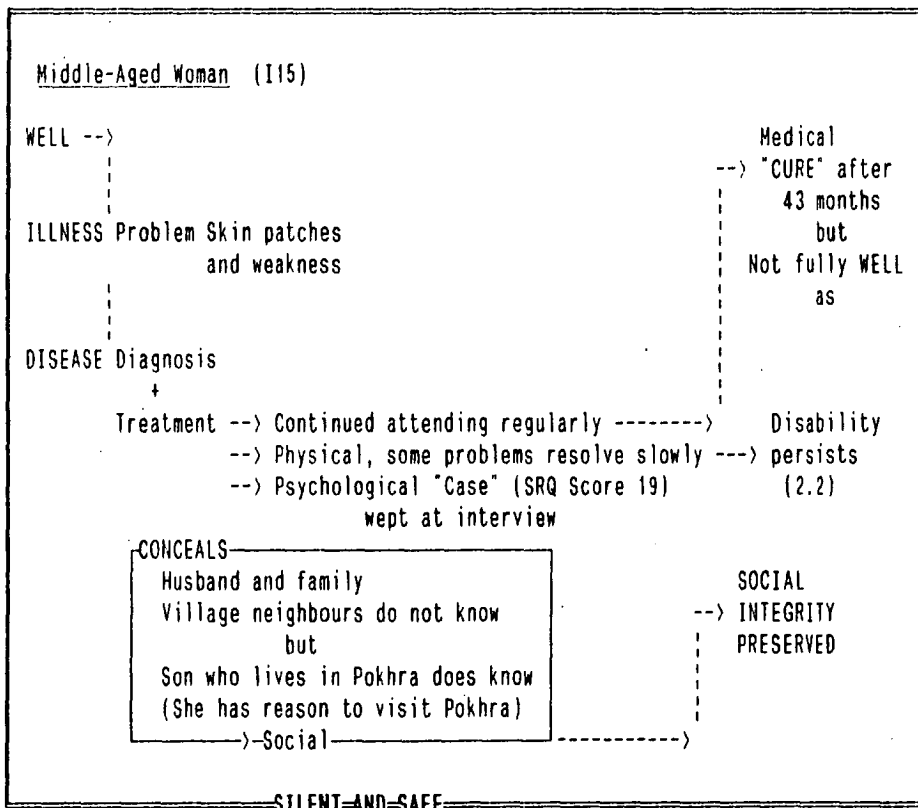 Middle-Aged Woman (I15)
WELL --> Medical
--> "CURE" after
43 months
ILLNESS Problem Skin patches but
and weakness Not fully WELL
as
DISEASE Diagnosis
+
Treatment --> Continued attending regularly --------> Disability
--> Physical, some problems resolve slowly ---> persists
--> Psychological "Case" (SRQ Score 19) (2.2)
wept at interview
CONCEALS
Husband and family SOCIAL
Village neighbours do not know --> INTEGRITY
but PRESERVED
Son who lives in Pokhra does know
(She has reason to visit Pokhra)
>-Social ----------->
SILENT AND SAFE